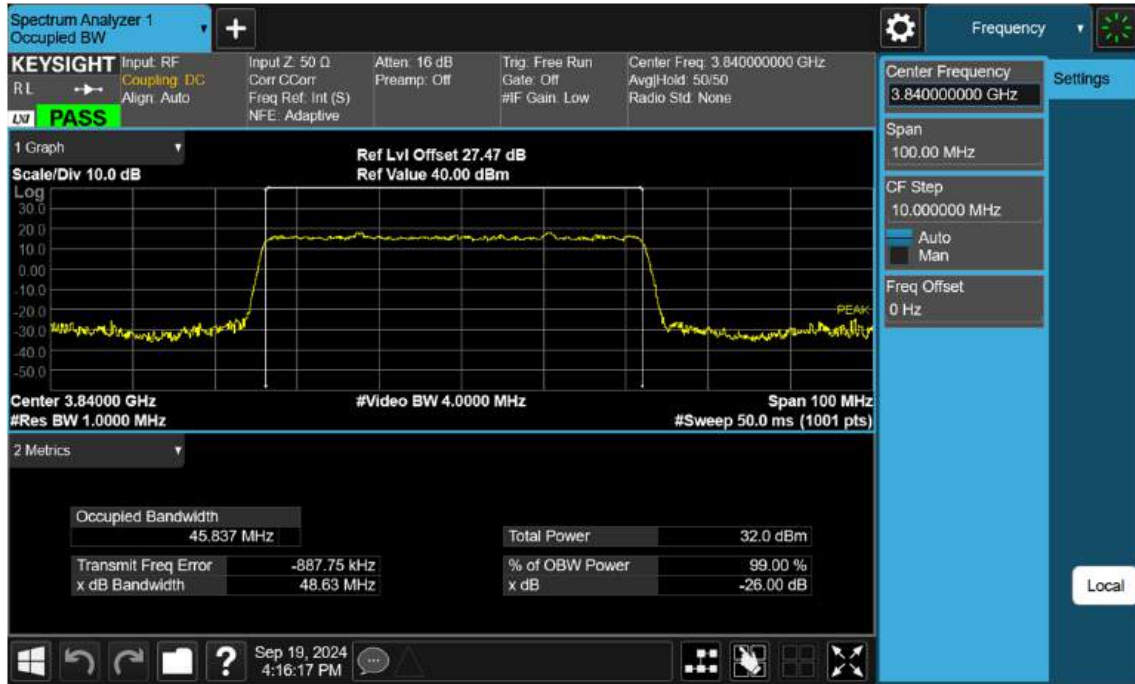 Spectrum Analyzer 1
Occupied BW
Frequency
KEYSIGHT
RL
LXI PASS
Input: RF
Coupling: DC
Align: Auto
Input Z: 50 Ω
Corr CCorr
Freq Ref: Int (S)
NFE: Adaptive
Atten: 16 dB
Preamp: Off
Trig: Free Run
Gate: Off
#IF Gain: Low
Center Freq: 3.840000000 GHz
Avg|Hold: 50/50
Radio Std: None
Center Frequency
3.840000000 GHz
Settings
Span
100.00 MHz
CF Step
10.000000 MHz
Auto
Man
Freq Offset
0 Hz
Local
1 Graph
Scale/Div 10.0 dB
Ref Lvl Offset 27.47 dB
Ref Value 40.00 dBm
Log
30.0
20.0
10.0
0.00
-10.0
-20.0
-30.0
-40.0
-50.0
PEAK
Center 3.84000 GHz
#Video BW 4.0000 MHz
Span 100 MHz
#Res BW 1.0000 MHz
#Sweep 50.0 ms (1001 pts)
2 Metrics
Occupied Bandwidth
45.837 MHz
Total Power 32.0 dBm
Transmit Freq Error -887.75 kHz
% of OBW Power 99.00 %
x dB Bandwidth 48.63 MHz
x dB -26.00 dB
?
Sep 19, 2024
4:16:17 PM